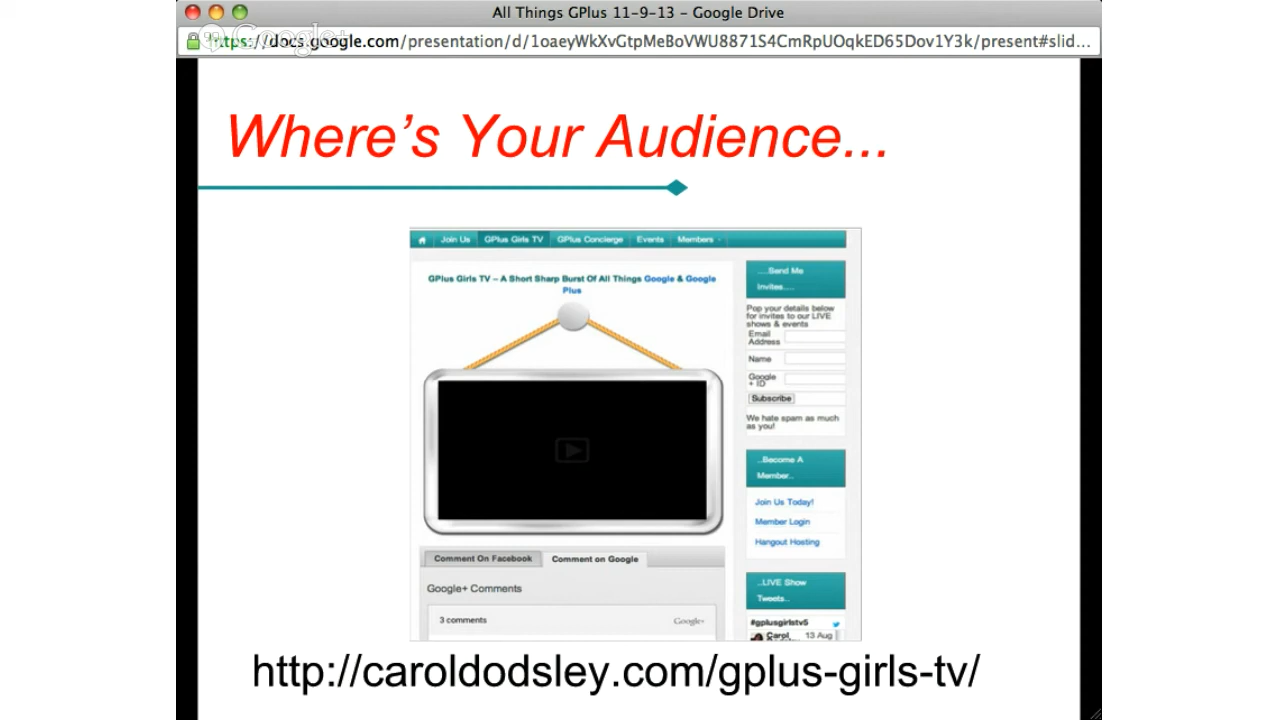 All Things GPlus 11-9-13 – Google Drive
Google+
https://docs.google.com/presentation/d/1oaeyWkXvGtpMeBoVWU8871S4CmRpUOqkED65Dov1Y3k/present#slid...
Where's Your Audience...
Join Us GPlus Girls TV GPlus Concierge Events Members
GPlus Girls TV – A Short Sharp Burst Of All Things Google & Google
Plus
....Send Me
Invites.....
Pop your details below
for invites to our LIVE
shows & events
Email
Address
Name
Google
+ ID
Subscribe
We hate spam as much
as you!
..Become A
Member..
Join Us Today!
Member Login
Hangout Hosting
..LIVE Show
Tweets..
#gplusgirlstv5
Carol 13 Aug
Comment On Facebook Comment on Google
Google+ Comments
3 comments Google+
http://caroldodsley.com/gplus-girls-tv/